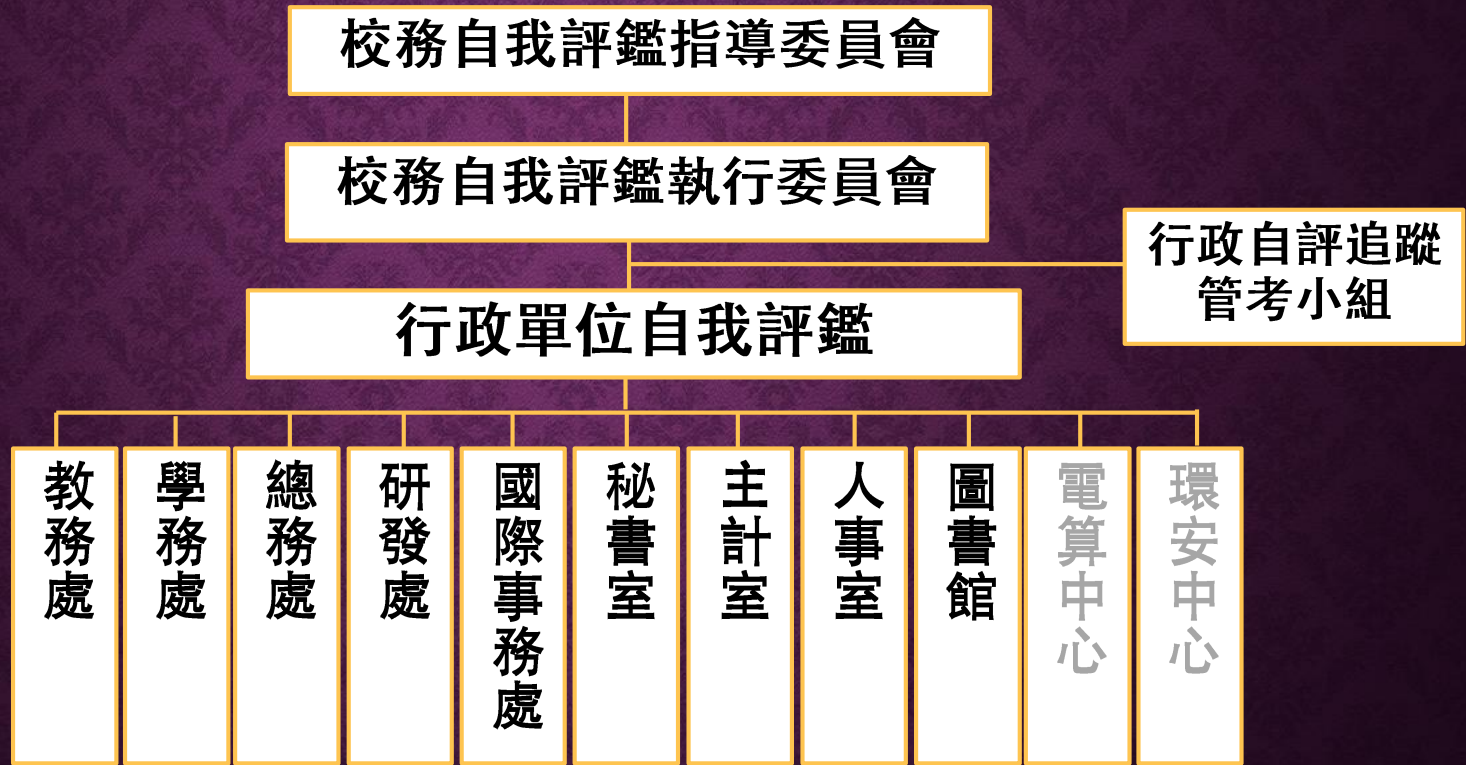 校務自我評鑑指導委員會
校務自我評鑑執行委員會
行政自評追蹤
管考小組
行政單位自我評鑑
教務處
學務處
總務處
研發處
國際事務處
秘書室
主計室
人事室
圖書館
電算中心
環安中心